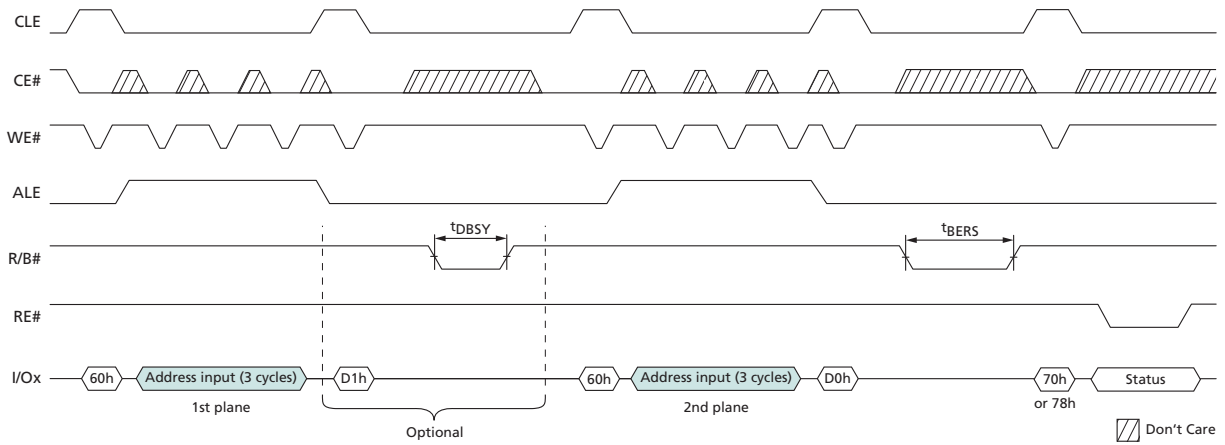 CLE
CE#
WE#
ALE
R/B#
tDBSY
tBERS
RE#
I/Ox
60h
Address input (3 cycles)
D1h
60h
Address input (3 cycles)
D0h
70h
Status
1st plane
2nd plane
or 78h
Optional
Don't Care